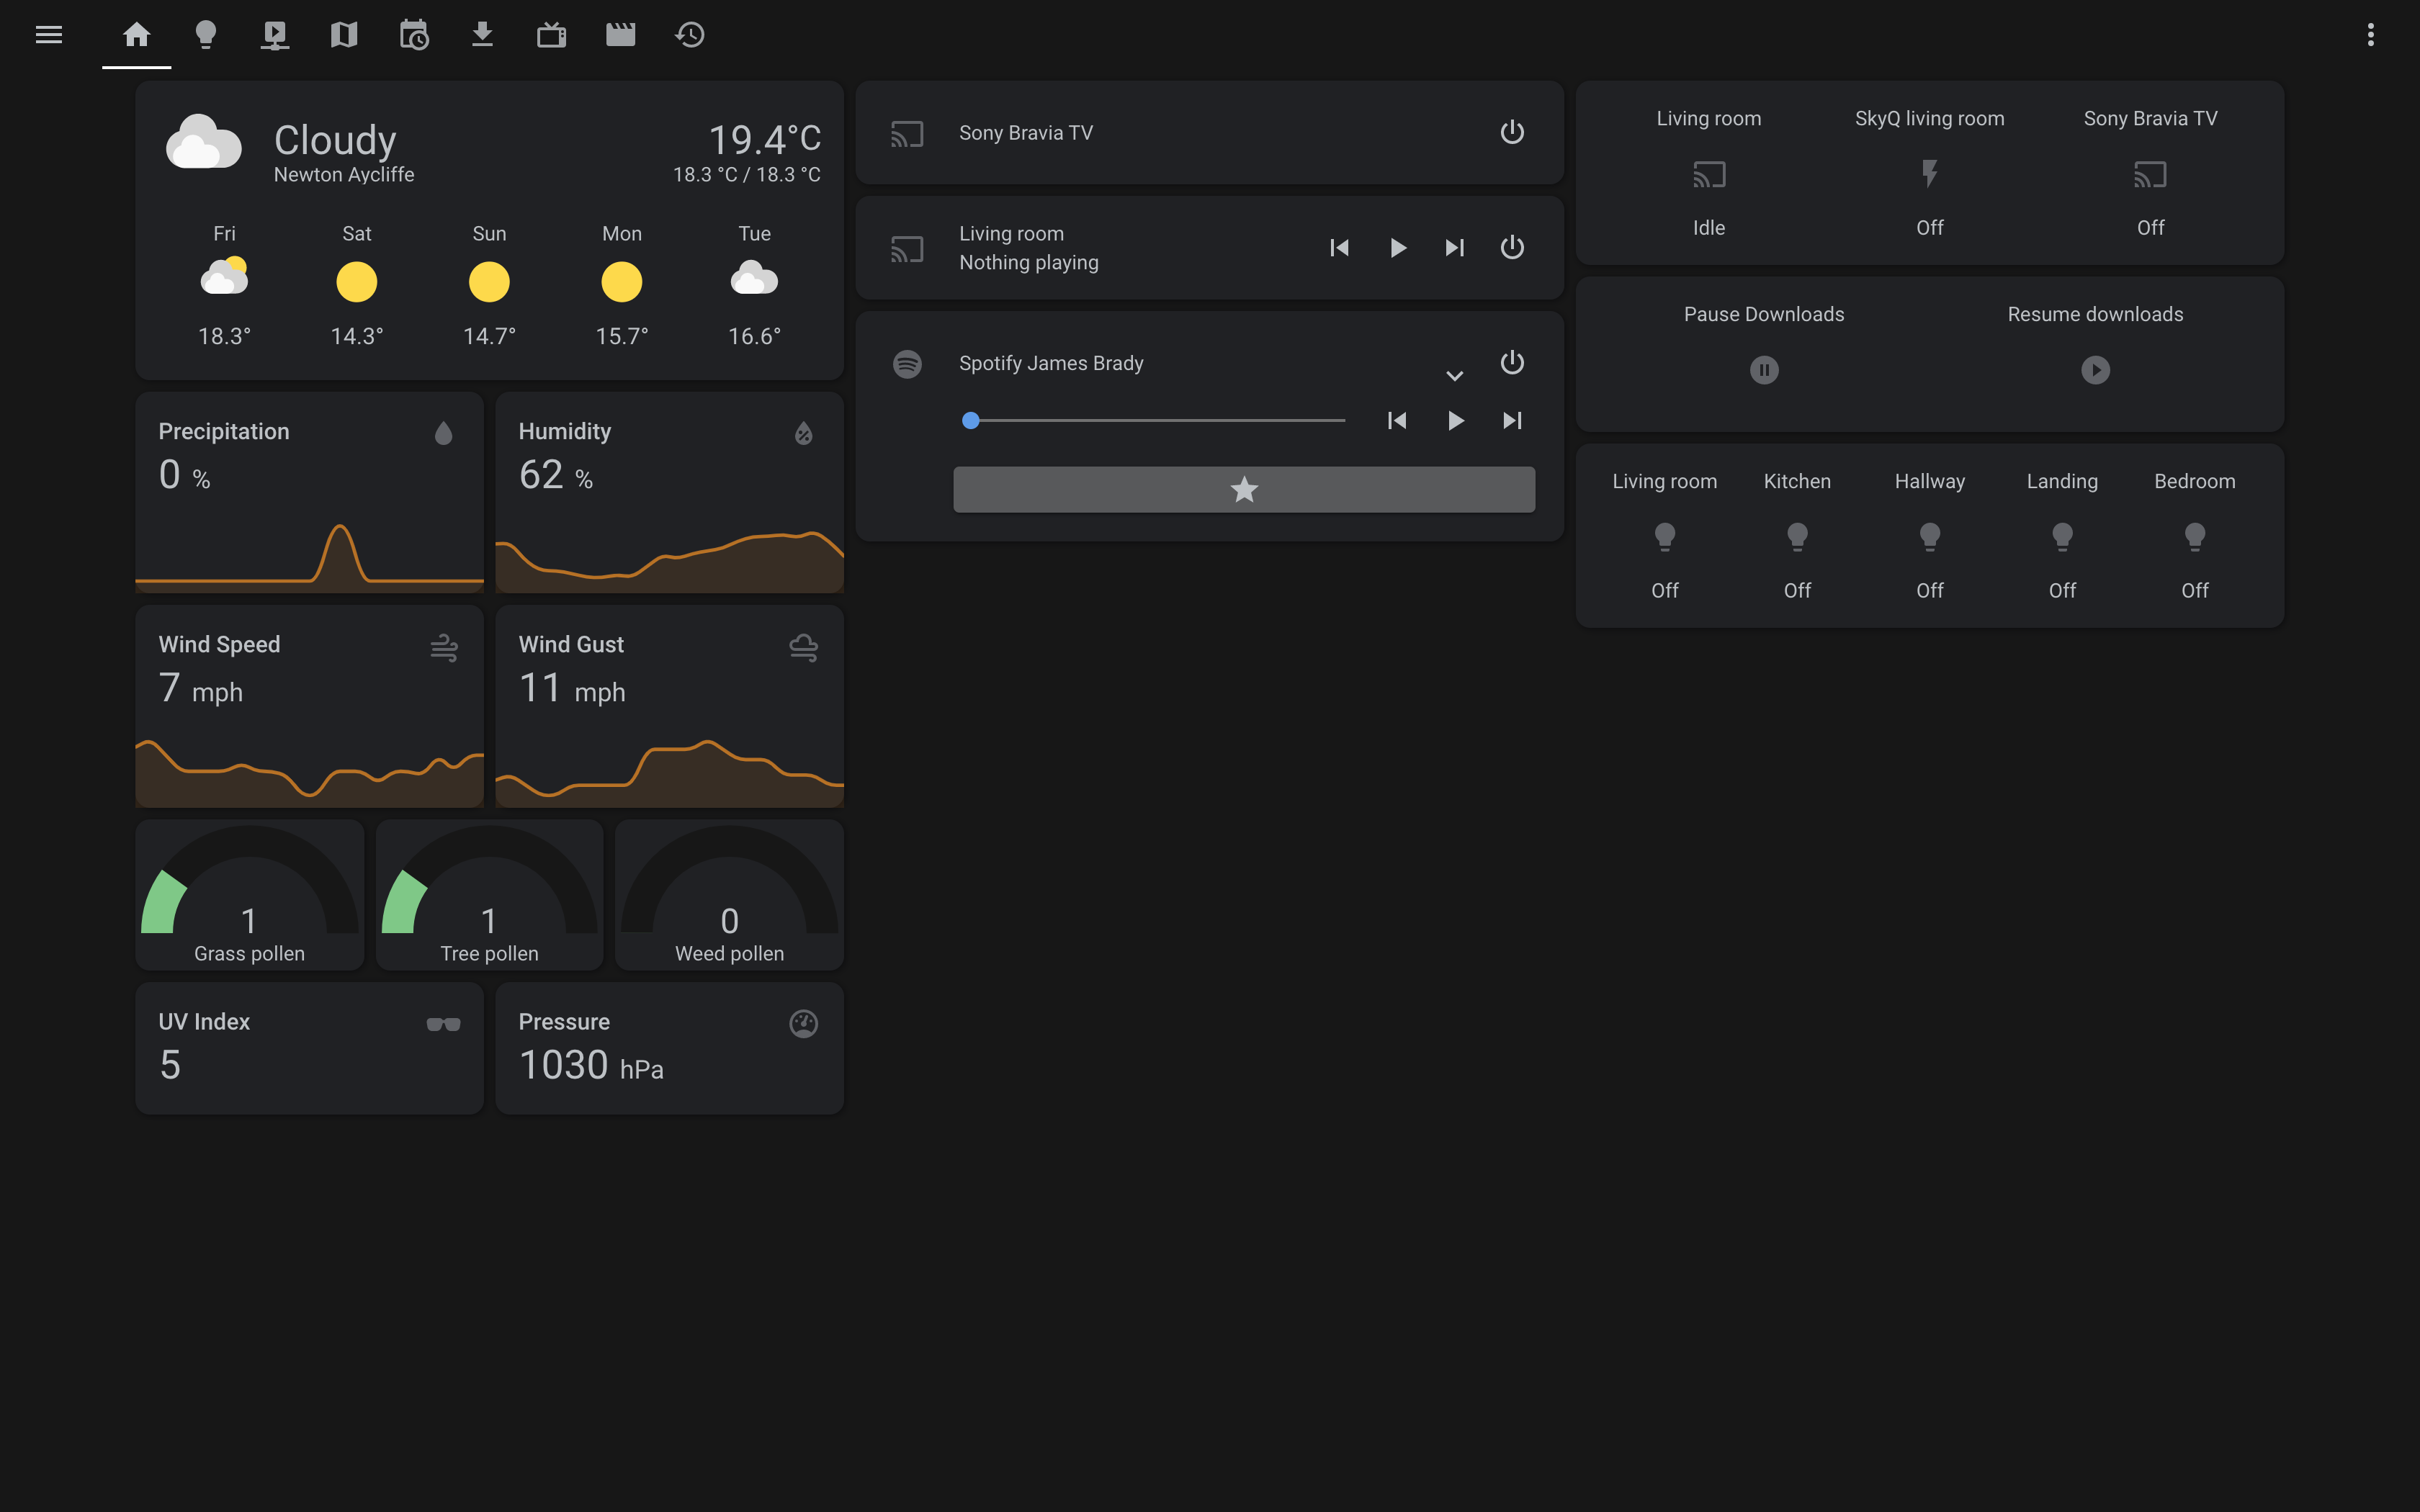 Cloudy
19.4°C
Newton Aycliffe
18.3 °C / 18.3 °C
Fri Sat Sun Mon Tue
18.3° 14.3° 14.7° 15.7° 16.6°
Precipitation
0 %
Humidity
62 %
Wind Speed
7 mph
Wind Gust
11 mph
1
Grass pollen
1
Tree pollen
0
Weed pollen
UV Index
5
Pressure
1030 hPa
Sony Bravia TV
Living room
Nothing playing
Spotify James Brady
Living room SkyQ living room Sony Bravia TV
Idle Off Off
Pause Downloads Resume downloads
Living room Kitchen Hallway Landing Bedroom
Off Off Off Off Off